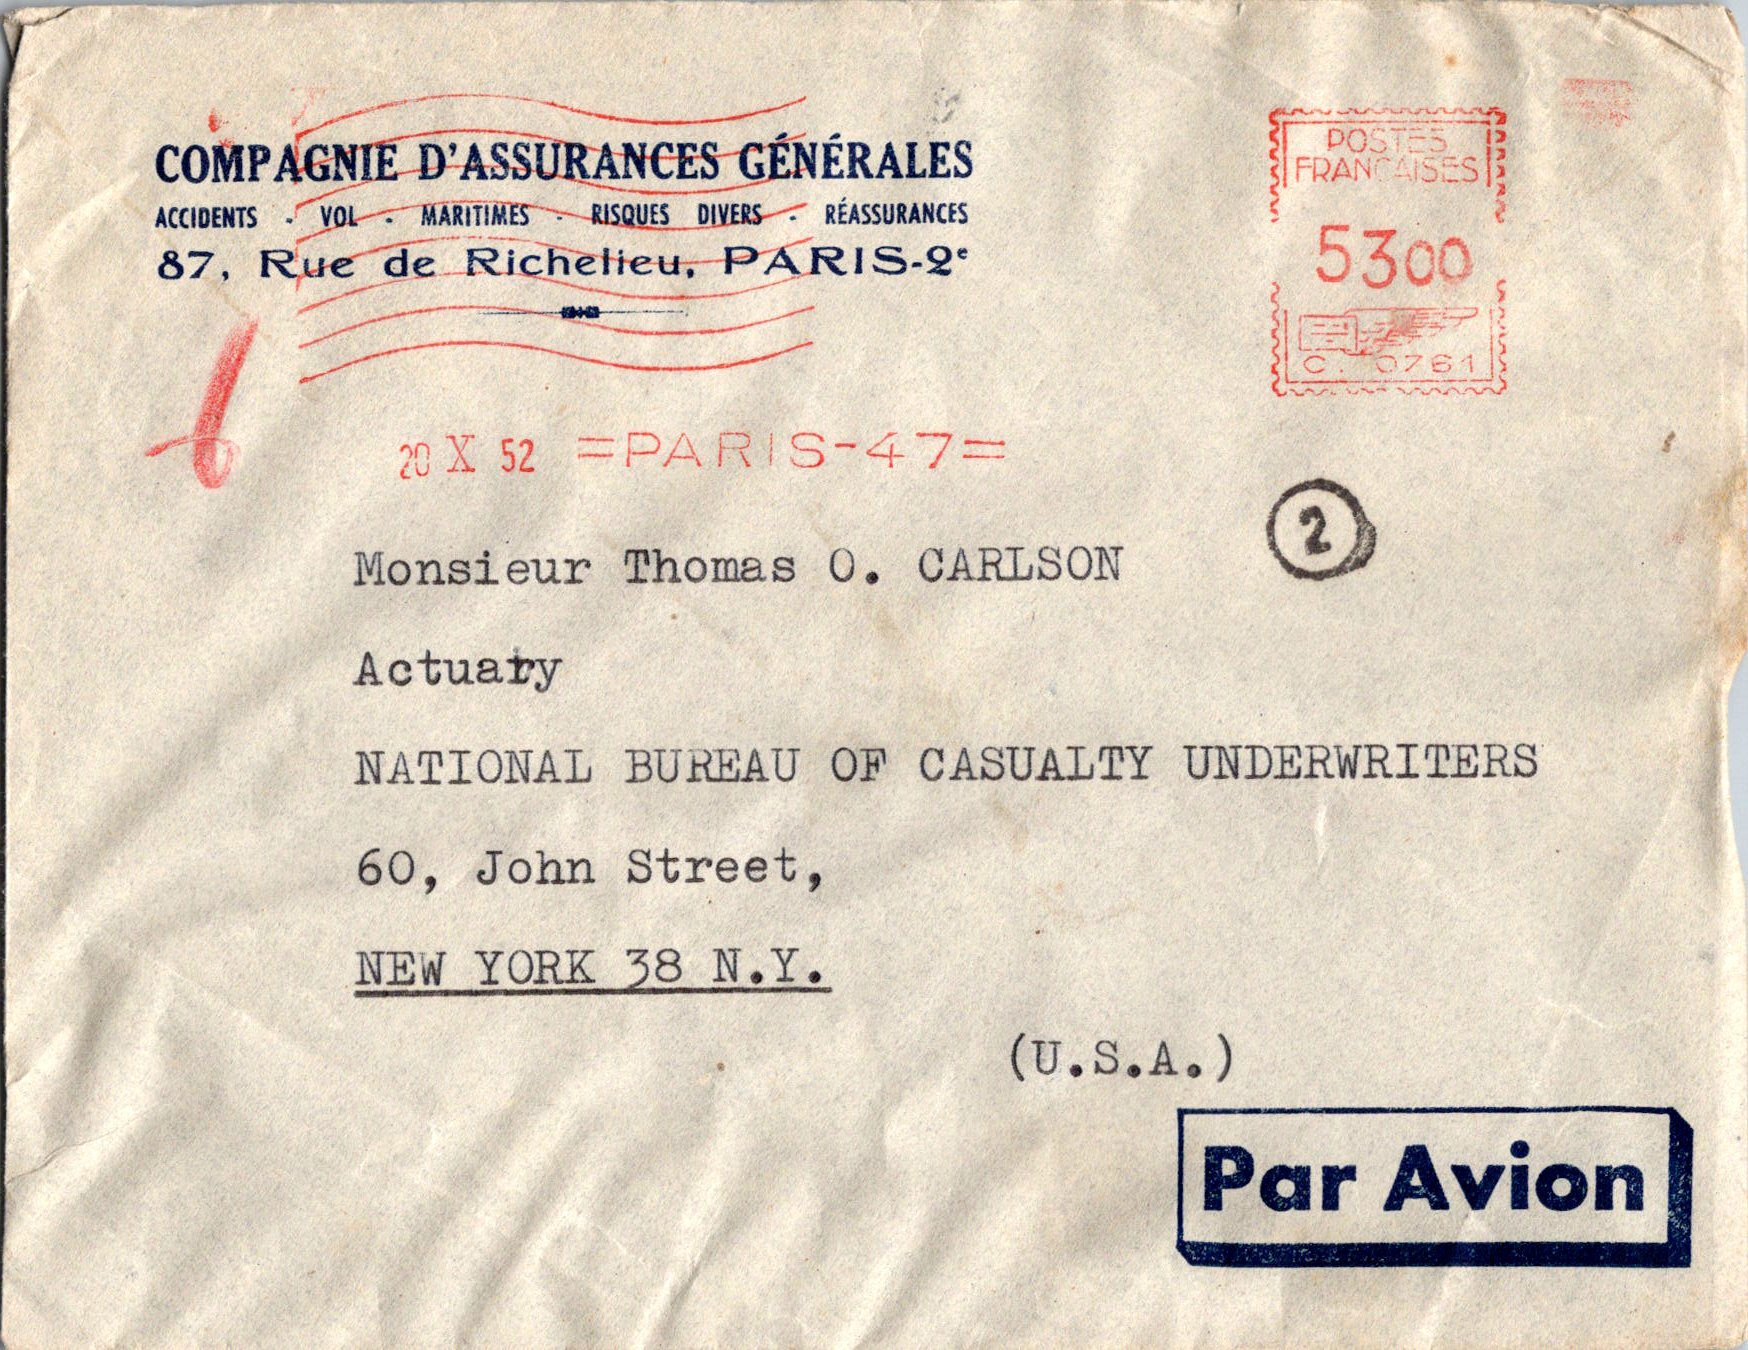 COMPAGNIE D'ASSURANCES GÉNÉRALES
ACCIDENTS - VOL - MARITIMES - RISQUES DIVERS - RÉASSURANCES
87, Rue de Richelieu, PARIS-2e
POSTES
FRANCAISES
5300
C. 0761
20 X 52 =PARIS-47=
2
Monsieur Thomas O. CARLSON
Actuary
NATIONAL BUREAU OF CASUALTY UNDERWRITERS
60, John Street,
NEW YORK 38 N.Y.
(U.S.A.)
Par Avion